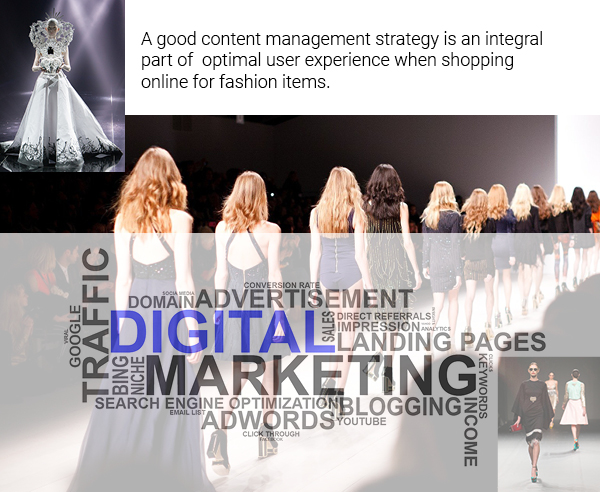 A good content management strategy is an integral
part of optimal user experience when shopping
online for fashion items.
CONVERSION RATE
SOCIAL MEDIA
DOMAIN
ADVERTISEMENT
TRAFFIC
GOOGLE
VIRAL
DIGITAL
SALES
DIRECT REFERRALS
IMPRESSION
ANALYTICS
LANDING PAGES
BING
NICHE
MARKETING
KEYWORDS
SEARCH ENGINE OPTIMIZATION
BLOGGING
INCOME
EMAIL LIST
ADWORDS
YOUTUBE
CLICK THROUGH
FACEBOOK